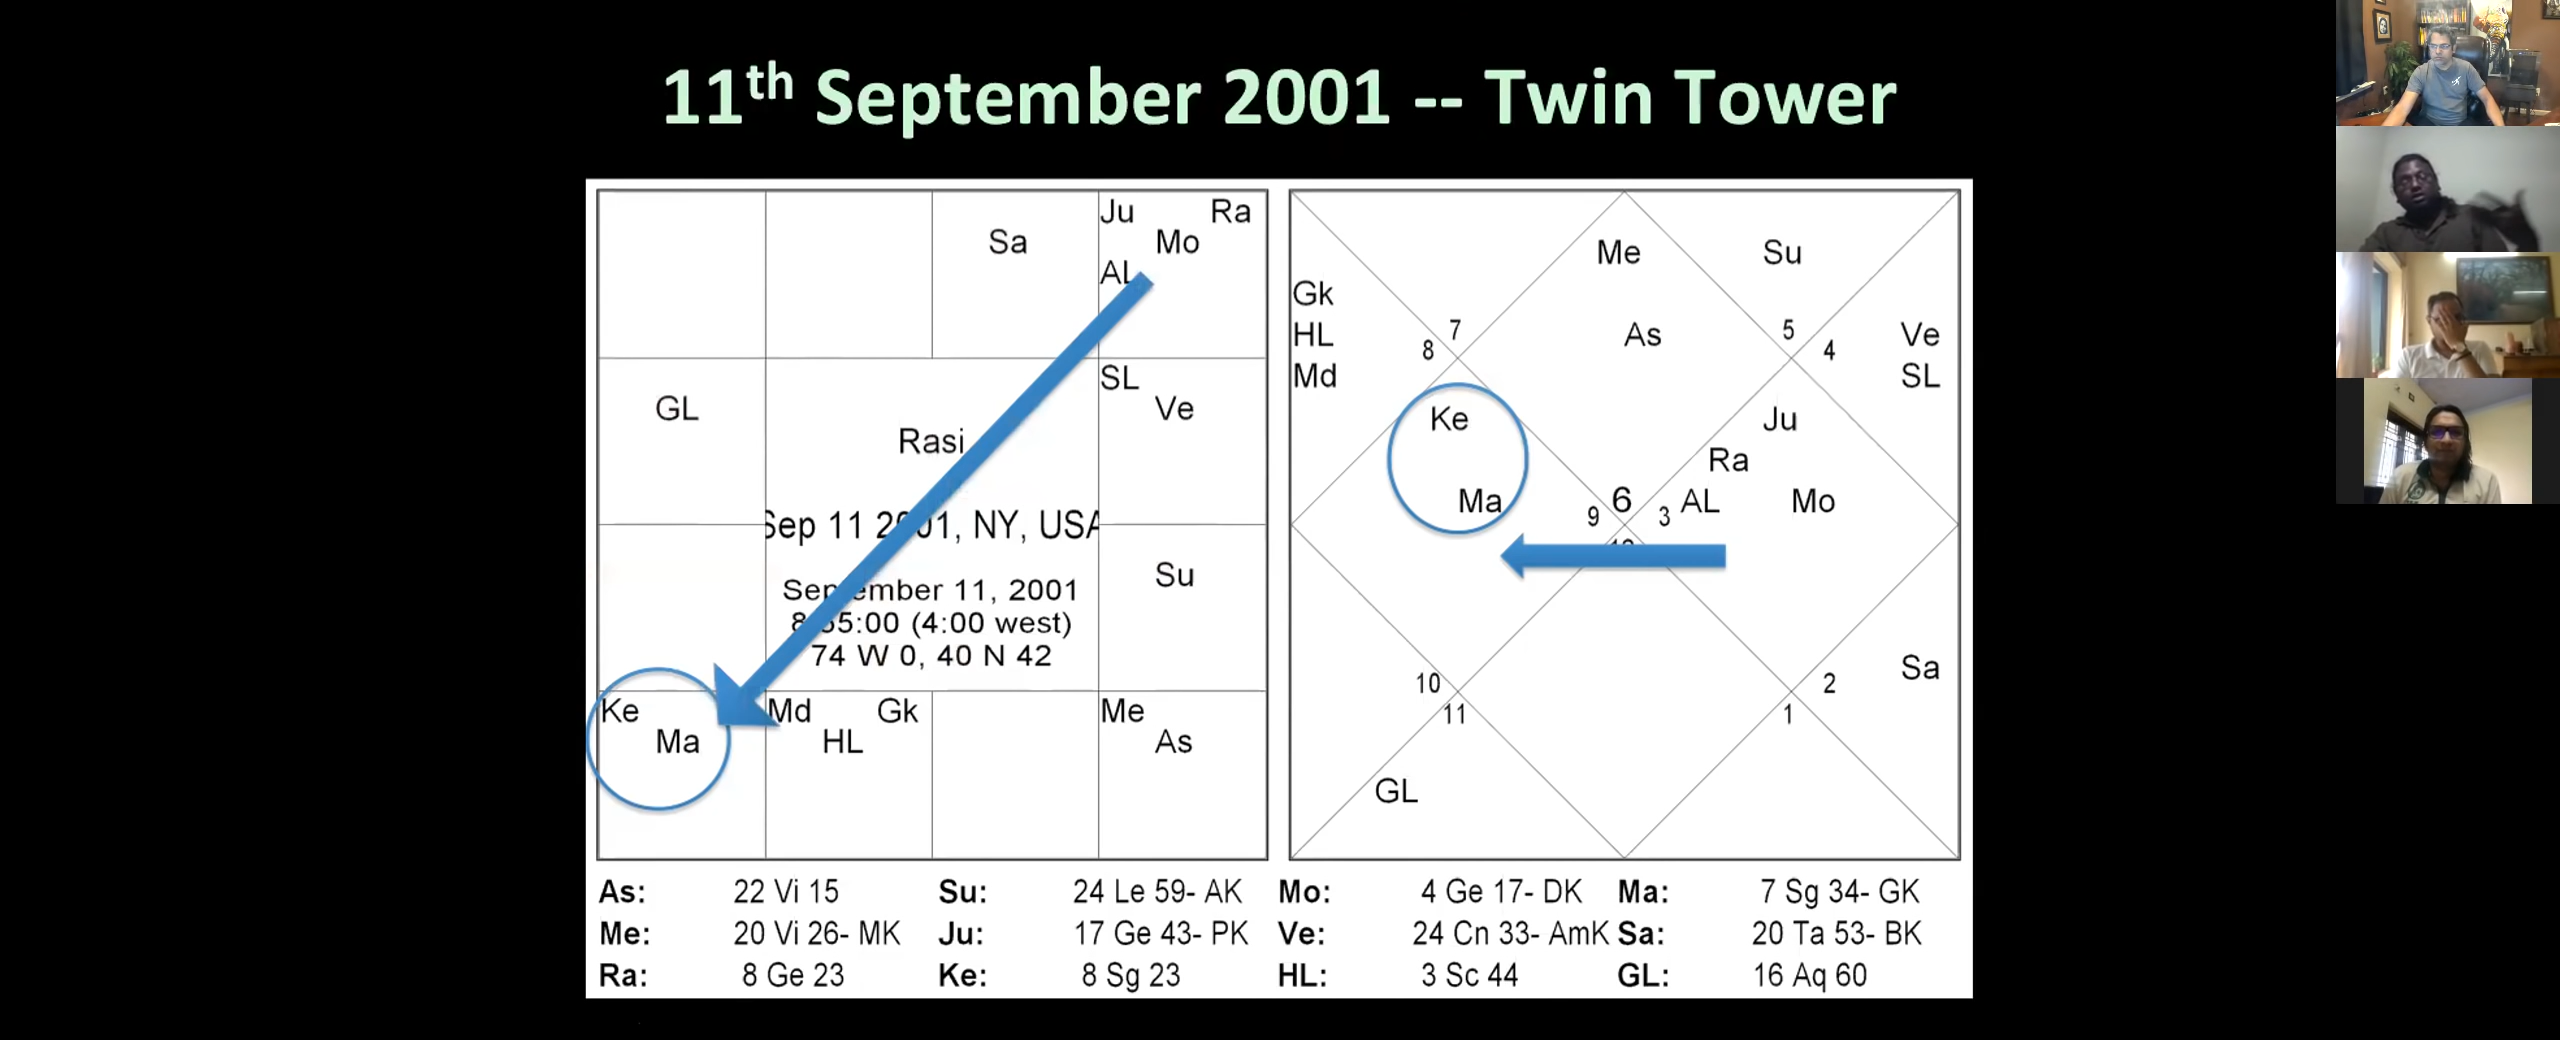 11th September 2001 -- Twin Tower
Ju Ra
Sa Mo
AL
SL
GL Ve
Rasi
Sep 11 2001, NY, USA
Su
September 11, 2001
(4:00 west)
74 W 0, 40 N 42
Ke Md Gk Me
Ma HL As
Me Su
Gk
HL As Ve
Md SL
7 5
8 4
Ke Ju
Ra
Ma 6 AL Mo
9 3
Sa
10 2
11 1
GL
As: 22 Vi 15 Su: 24 Le 59- AK Mo: 4 Ge 17- DK Ma: 7 Sg 34- GK
Me: 20 Vi 26- MK Ju: 17 Ge 43- PK Ve: 24 Cn 33- AmK Sa: 20 Ta 53- BK
Ra: 8 Ge 23 Ke: 8 Sg 23 HL: 3 Sc 44 GL: 16 Aq 60